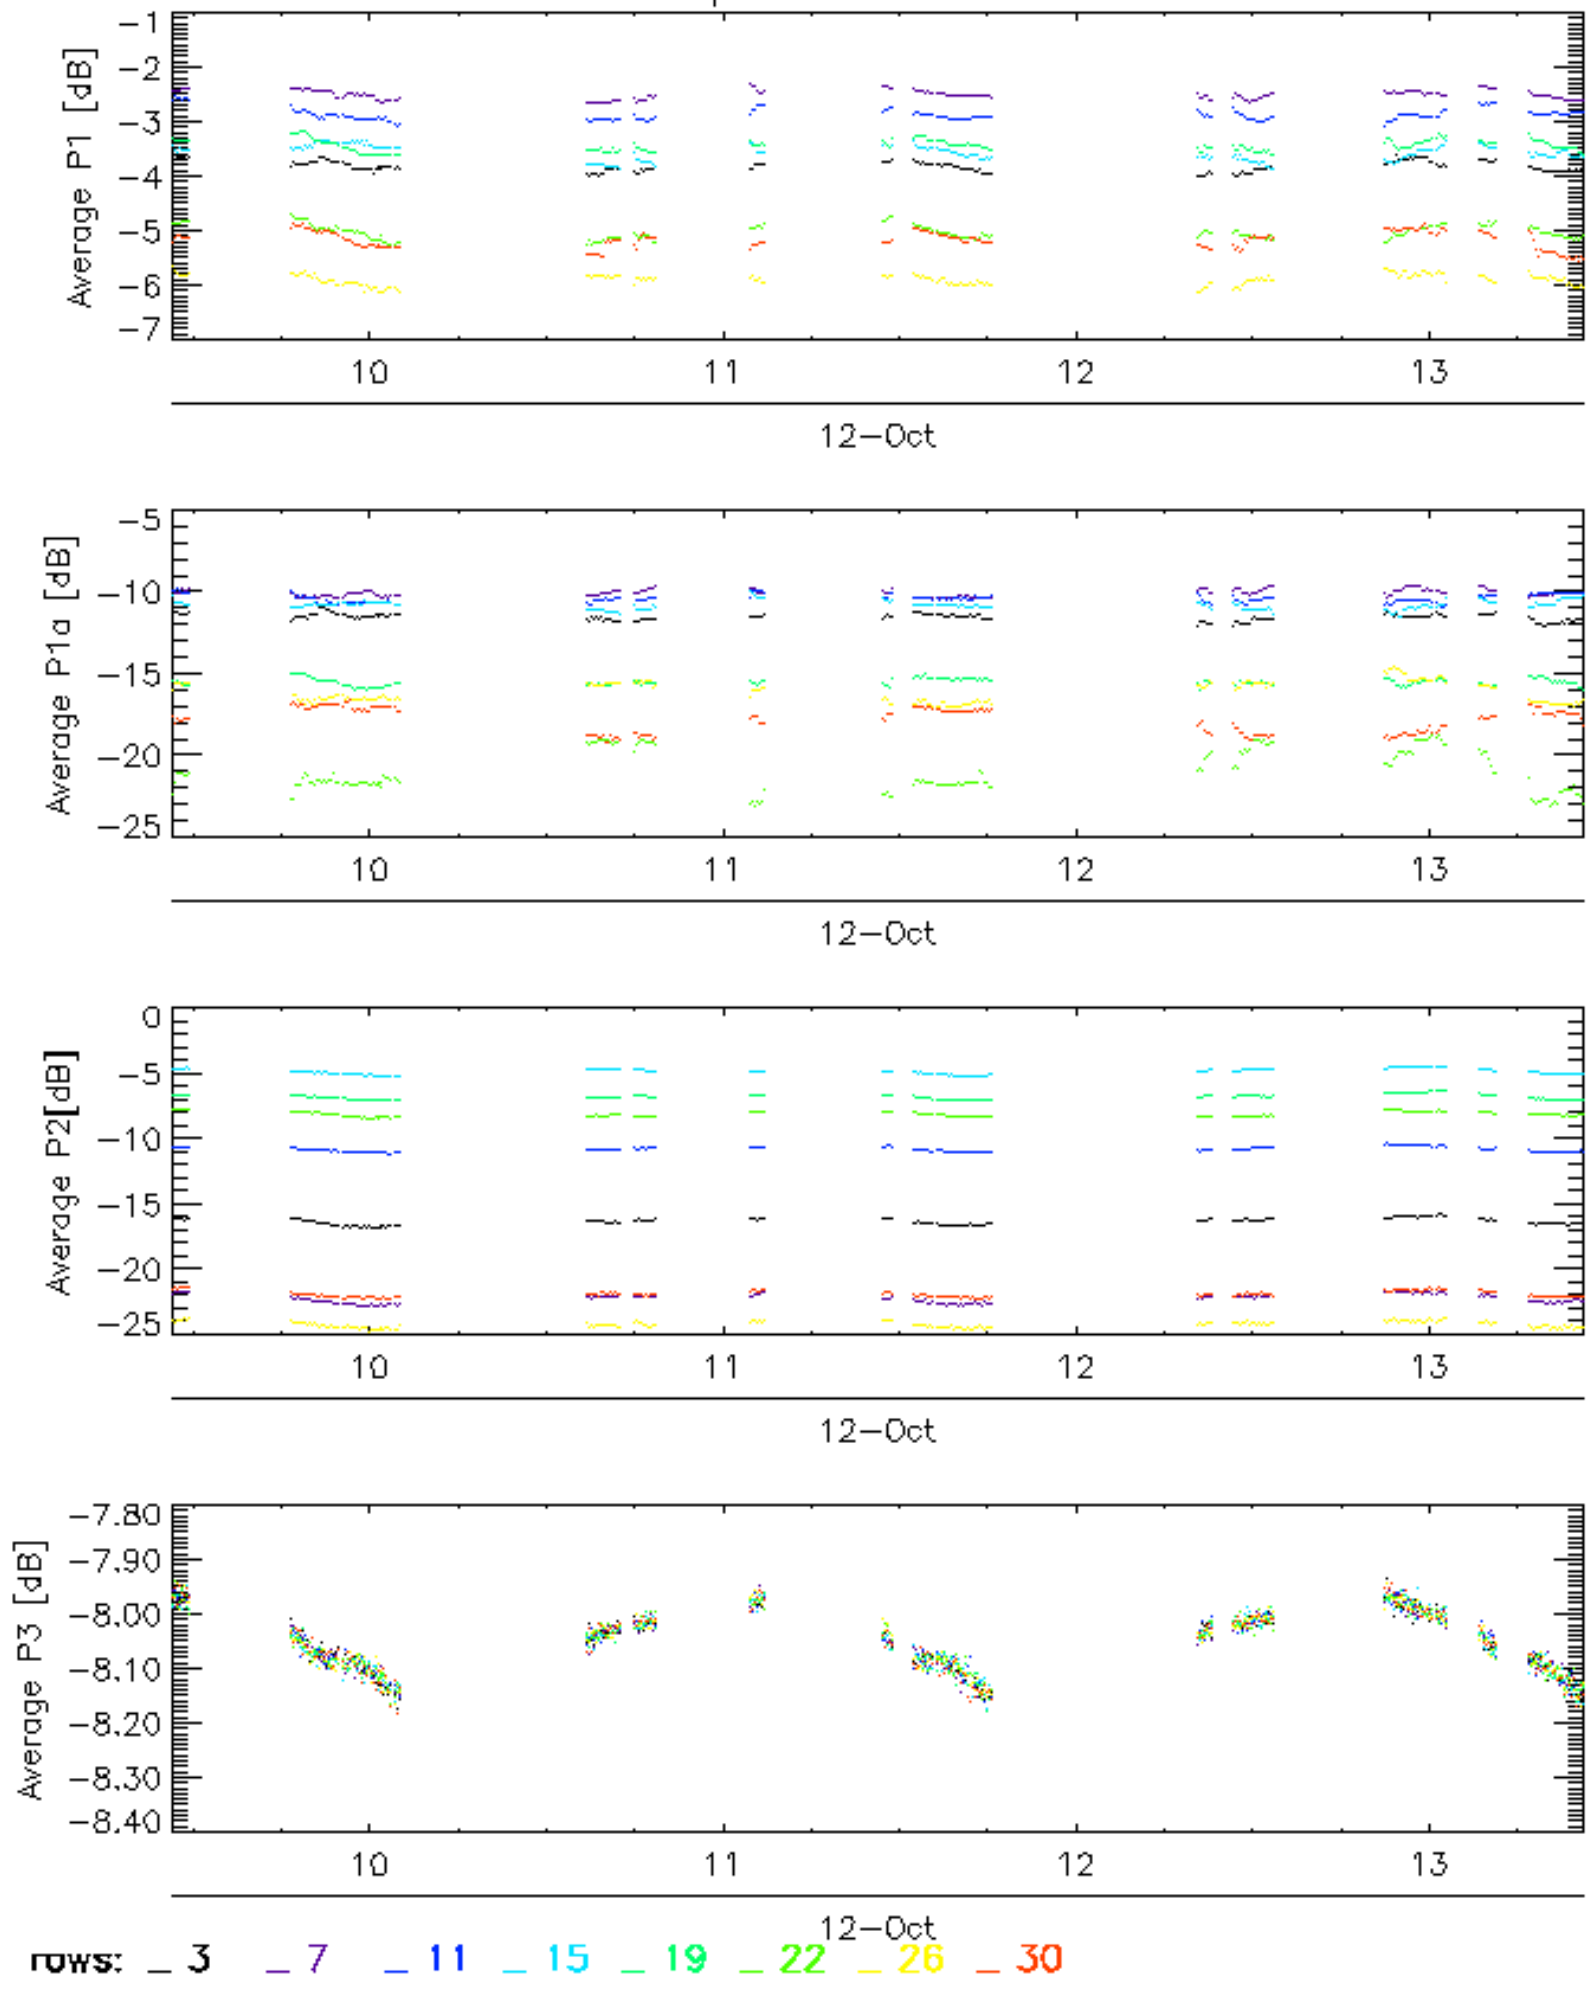 -1
-2
-3
-4
-5
-6
-7
Average P1 [dB]
10 11 12 13
12-Oct
-5
-10
-15
-20
-25
Average P1a [dB]
10 11 12 13
12-Oct
0
-5
-10
-15
-20
-25
Average P2[dB]
10 11 12 13
12-Oct
-7.80
-7.90
-8.00
-8.10
-8.20
-8.30
-8.40
Average P3 [dB]
10 11 12 13
12-Oct
rows: _ 3 _ 7 _ 11 _ 15 _ 19 _ 22 _ 26 _ 30